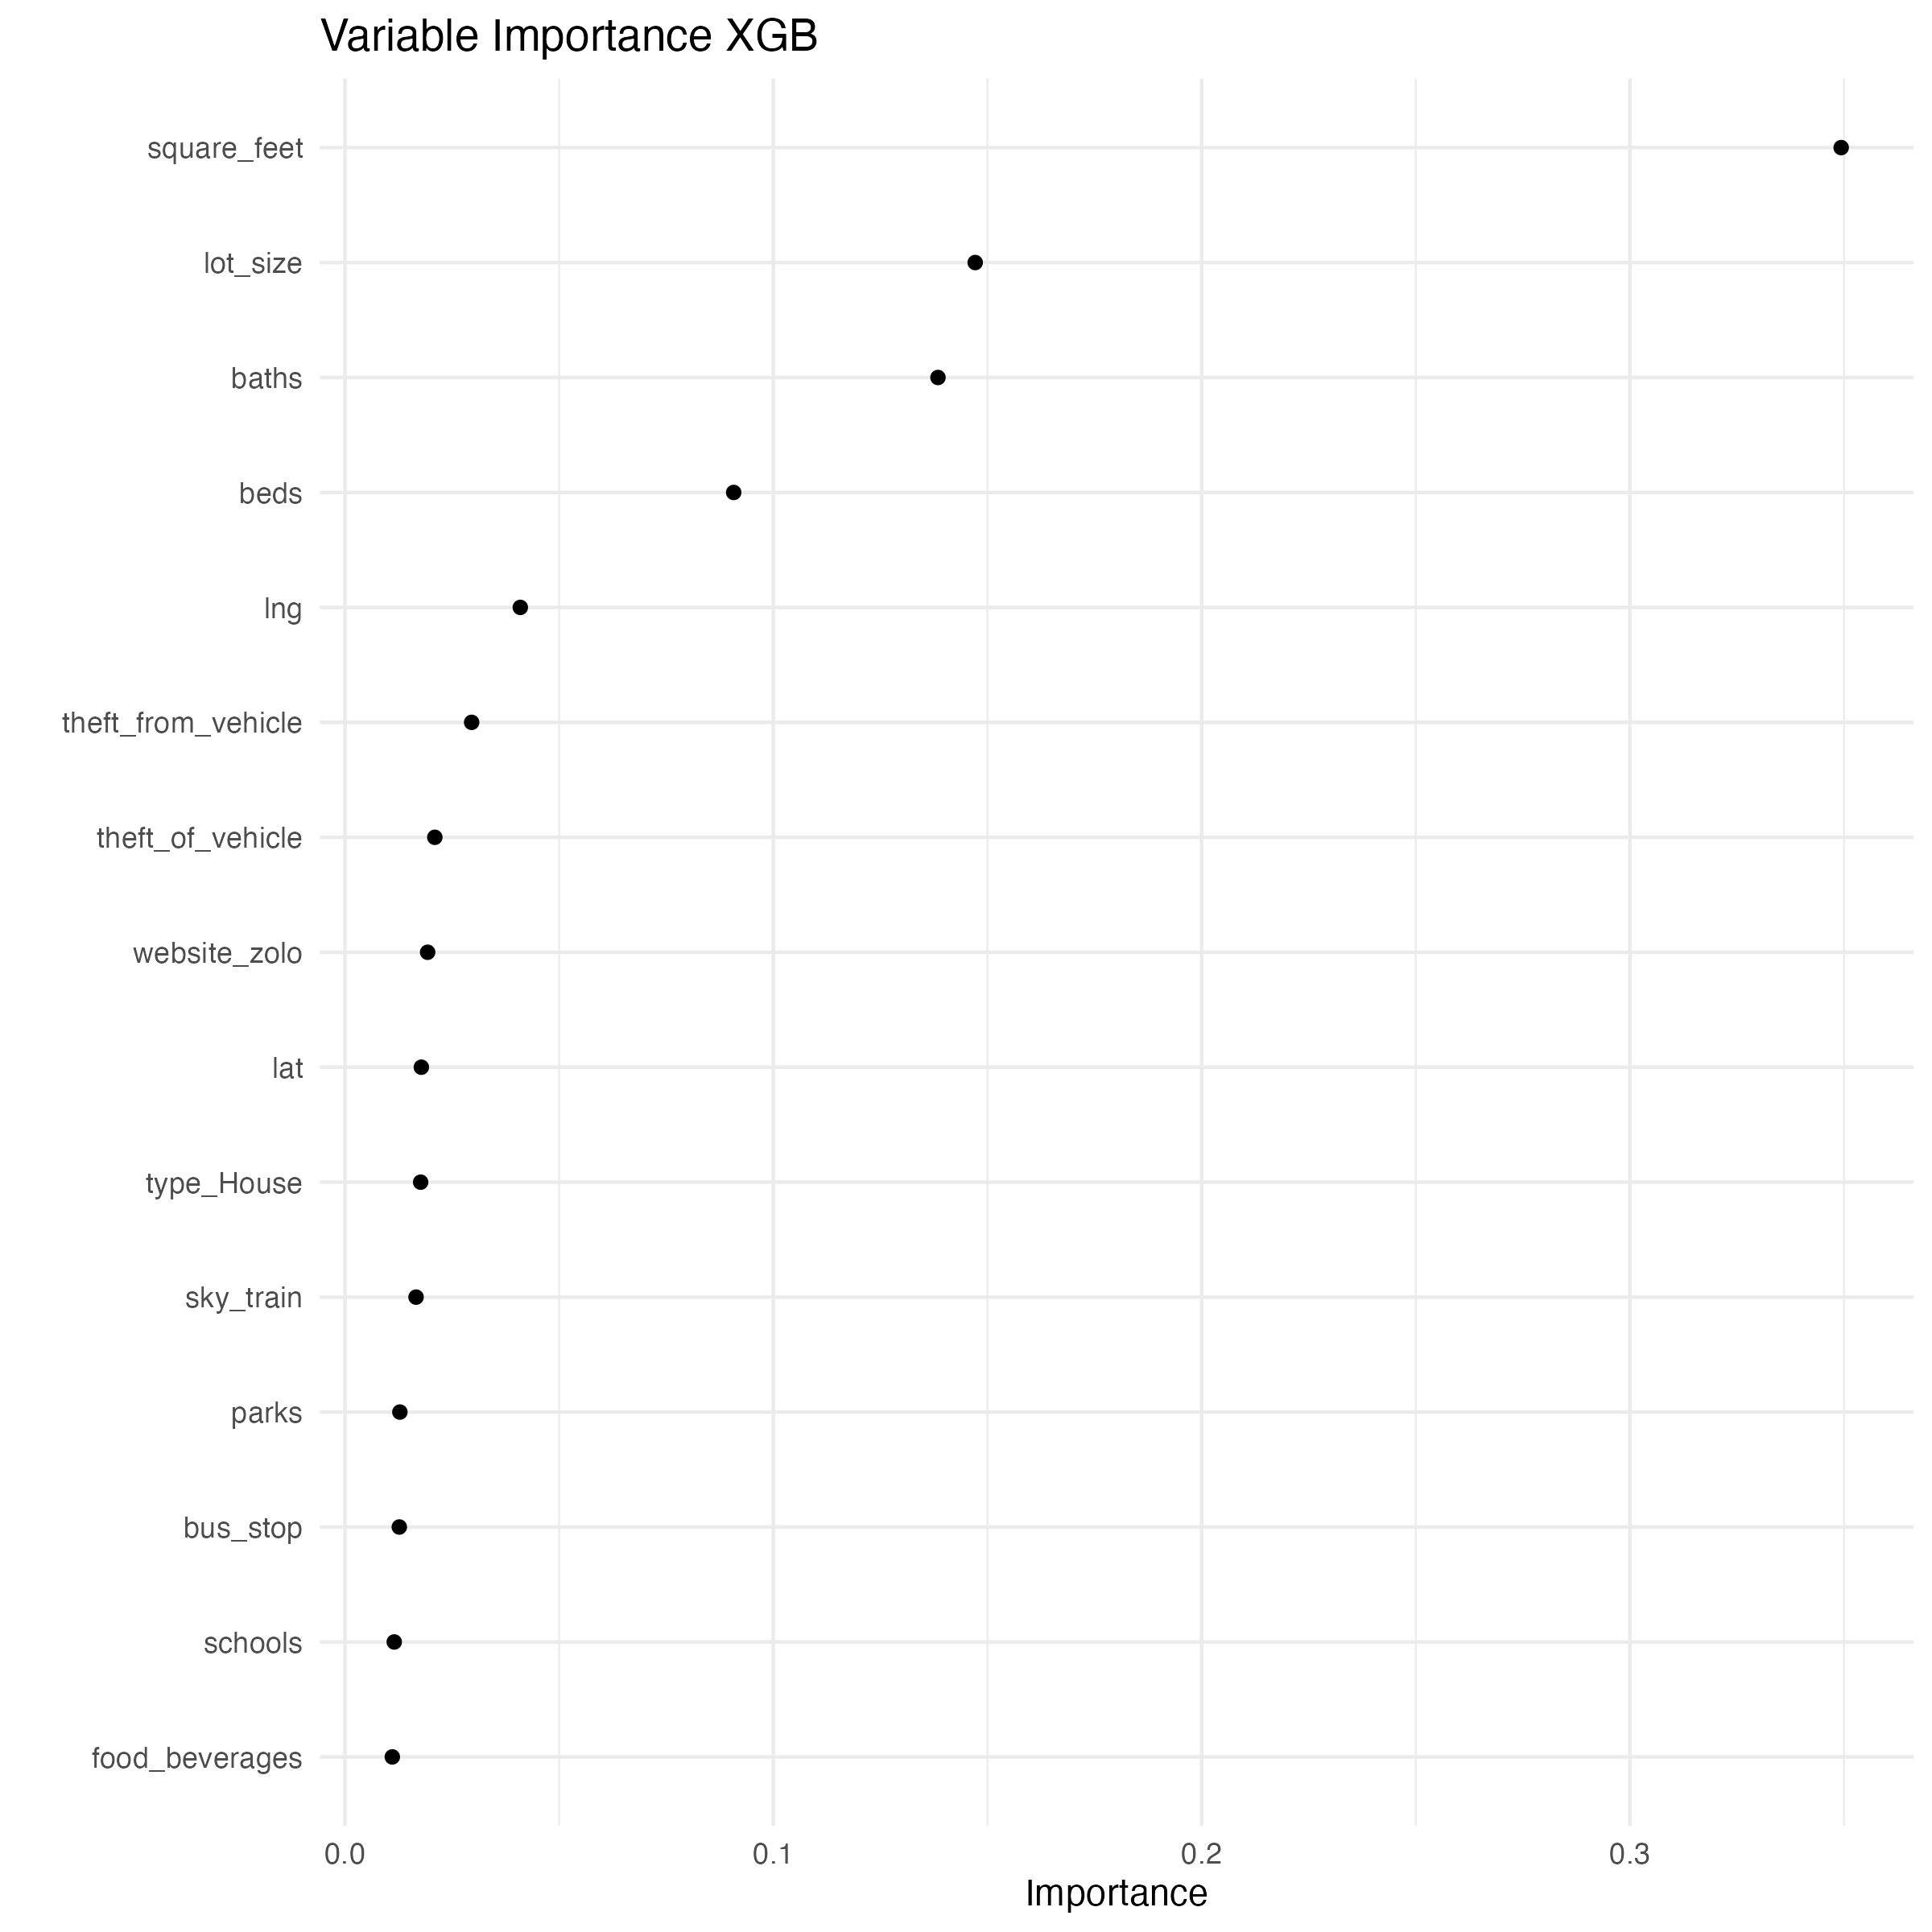 Variable Importance XGB
square_feet
lot_size
baths
beds
lng
theft_from_vehicle
theft_of_vehicle
website_zolo
lat
type_House
sky_train
parks
bus_stop
schools
food_beverages
0.0 0.1 0.2 0.3
Importance